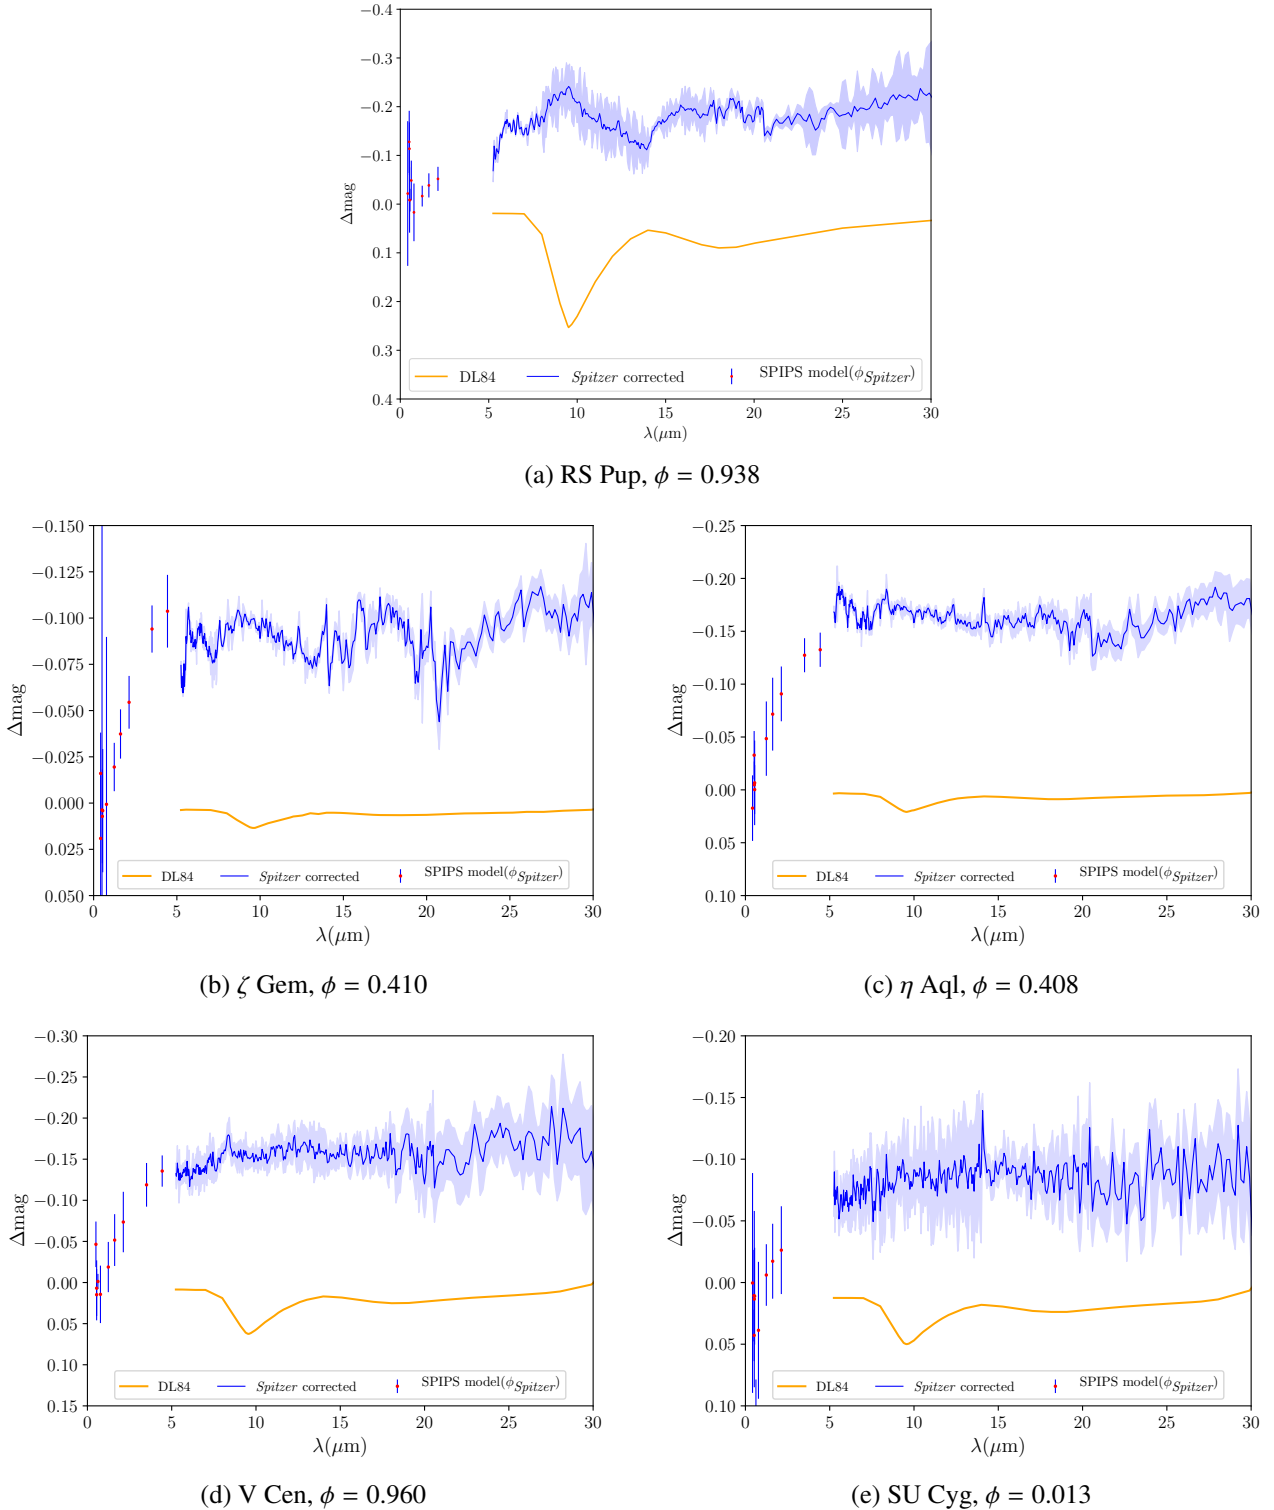 −0.4
−0.3
−0.2
−0.1
0.0
0.1
0.2
0.3
0.4
Δmag
DL84
Spitzer corrected
SPIPS model(ϕSpitzer)
0 5 10 15 20 25 30
λ(μm)
(a) RS Pup, ϕ = 0.938
−0.150
−0.125
−0.100
−0.075
−0.050
−0.025
0.000
0.025
0.050
Δmag
DL84
Spitzer corrected
SPIPS model(ϕSpitzer)
0 5 10 15 20 25 30
λ(μm)
(b) ζ Gem, ϕ = 0.410
−0.25
−0.20
−0.15
−0.10
−0.05
0.00
0.05
0.10
Δmag
DL84
Spitzer corrected
SPIPS model(ϕSpitzer)
0 5 10 15 20 25 30
λ(μm)
(c) η Aql, ϕ = 0.408
−0.30
−0.25
−0.20
−0.15
−0.10
−0.05
0.00
0.05
0.10
0.15
Δmag
DL84
Spitzer corrected
SPIPS model(ϕSpitzer)
0 5 10 15 20 25 30
λ(μm)
(d) V Cen, ϕ = 0.960
−0.20
−0.15
−0.10
−0.05
0.00
0.05
0.10
Δmag
DL84
Spitzer corrected
SPIPS model(ϕSpitzer)
0 5 10 15 20 25 30
λ(μm)
(e) SU Cyg, ϕ = 0.013